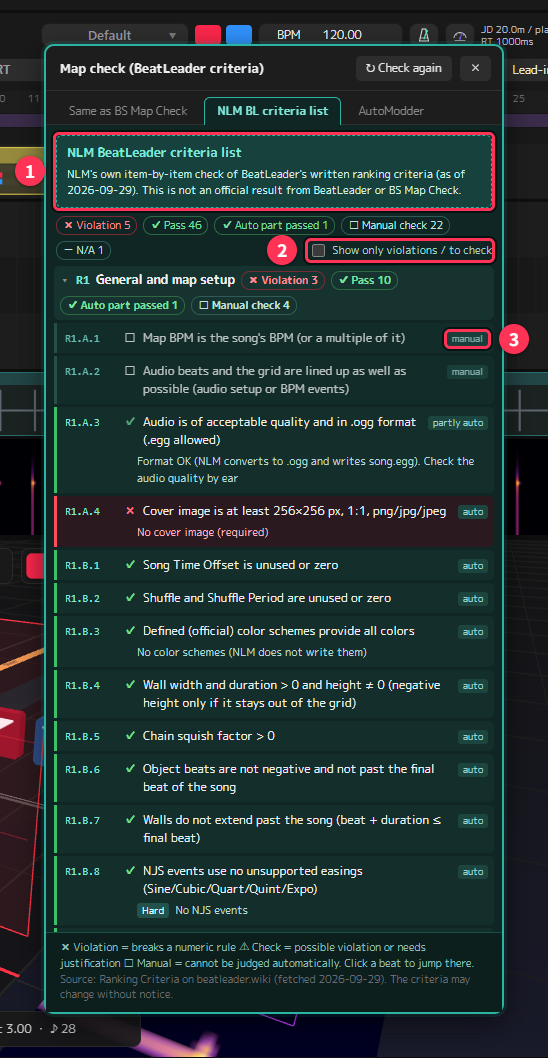 Default
BPM 120.00
JD 20.0m / pla
RT 1000ms
RT
Lead-in
0 11
25
Map check (BeatLeader criteria)
↻ Check again
×
Same as BS Map Check
NLM BL criteria list
AutoModder
1
NLM BeatLeader criteria list
NLM's own item-by-item check of BeatLeader's written ranking criteria (as of
2026-09-29). This is not an official result from BeatLeader or BS Map Check.
✕ Violation 5
✔ Pass 46
✔ Auto part passed 1
☐ Manual check 22
— N/A 1
2
Show only violations / to check
R1 General and map setup
✕ Violation 3
✔ Pass 10
✔ Auto part passed 1
☐ Manual check 4
R1.A.1 ☐ Map BPM is the song's BPM (or a multiple of it) manual
3
R1.A.2 ☐ Audio beats and the grid are lined up as well as manual
possible (audio setup or BPM events)
R1.A.3 ✔ Audio is of acceptable quality and in .ogg format partly auto
(.egg allowed)
Format OK (NLM converts to .ogg and writes song.egg). Check the
audio quality by ear
R1.A.4 ✕ Cover image is at least 256×256 px, 1:1, png/jpg/jpeg auto
No cover image (required)
R1.B.1 ✔ Song Time Offset is unused or zero auto
R1.B.2 ✔ Shuffle and Shuffle Period are unused or zero auto
R1.B.3 ✔ Defined (official) color schemes provide all colors auto
No color schemes (NLM does not write them)
R1.B.4 ✔ Wall width and duration > 0 and height ≠ 0 (negative auto
height only if it stays out of the grid)
R1.B.5 ✔ Chain squish factor > 0 auto
R1.B.6 ✔ Object beats are not negative and not past the final auto
beat of the song
R1.B.7 ✔ Walls do not extend past the song (beat + duration ≤ auto
final beat)
R1.B.8 ✔ NJS events use no unsupported easings auto
(Sine/Cubic/Quart/Quint/Expo)
Hard No NJS events
✕ Violation = breaks a numeric rule ⚠ Check = possible violation or needs
justification ☐ Manual = cannot be judged automatically. Click a beat to jump there.
Source: Ranking Criteria on beatleader.wiki (fetched 2026-09-29). The criteria may
change without notice.
3.00 · ♪ 28